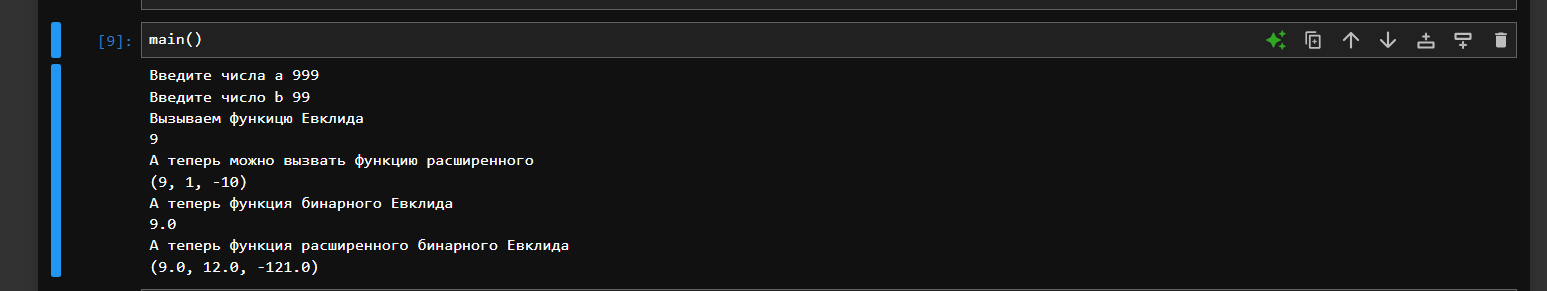 [9]: main()
Введите числа a 999
Введите число b 99
Вызываем функицю Евклида
9
А теперь можно вызвать функцию расширенного
(9, 1, -10)
А теперь функция бинарного Евклида
9.0
А теперь функция расширенного бинарного Евклида
(9.0, 12.0, -121.0)